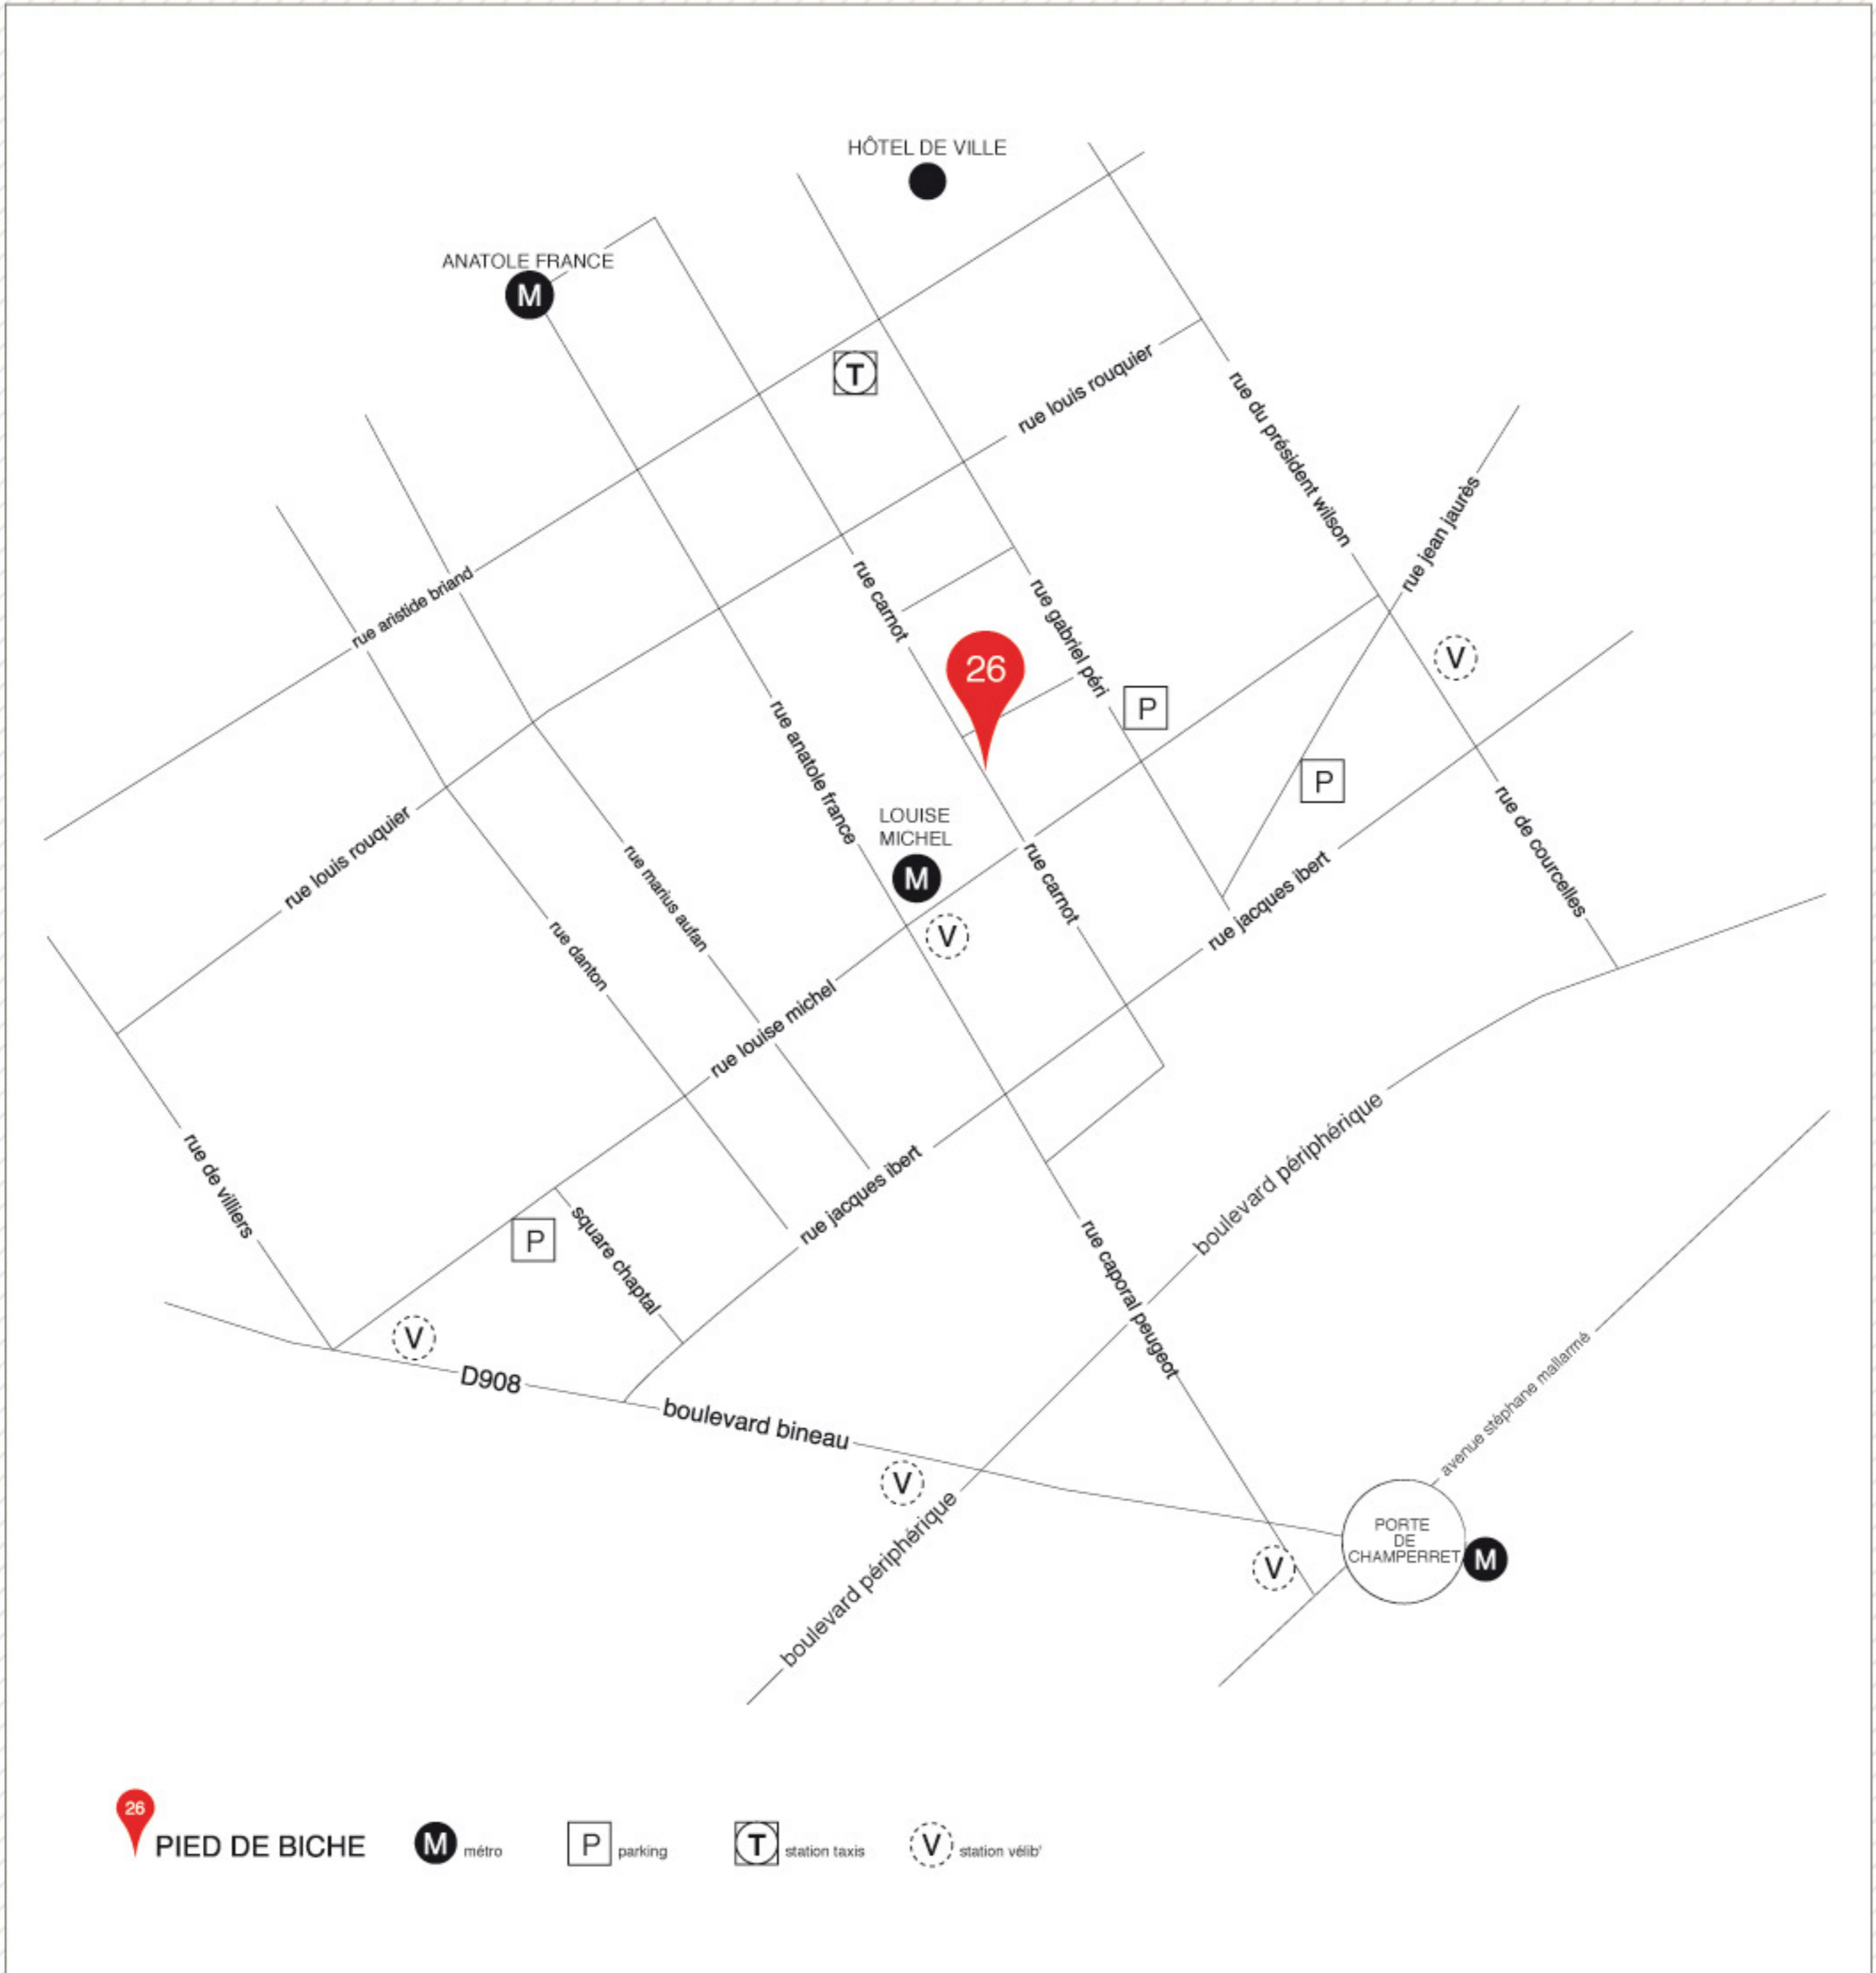 HÔTEL DE VILLE
ANATOLE FRANCE
M
T
rue louis rouquier
rue du président wilson
rue jean jaurès
rue aristide briand
rue carnot
rue gabriel péri
26
V
P
rue anatole france
P
LOUISE
MICHEL
M
V
rue louis rouquier
rue marius aufan
rue danton
rue carnot
rue jacques ibert
rue de courcelles
rue louise michel
rue de villiers
P
square chaptal
rue jacques ibert
boulevard périphérique
rue caporal peugeot
V
D908
boulevard bineau
V
boulevard périphérique
avenue stéphane mallarmé
PORTE
DE
CHAMPERRET
M
V
26
PIED DE BICHE
M métro
P parking
T station taxis
V station vélib'